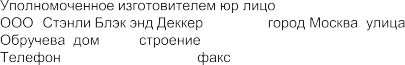 Уполномоченное изготовителем юр лицо
ООО Стэнли Блэк энд Деккер город Москва улица
Обручева дом строение
Телефон факс